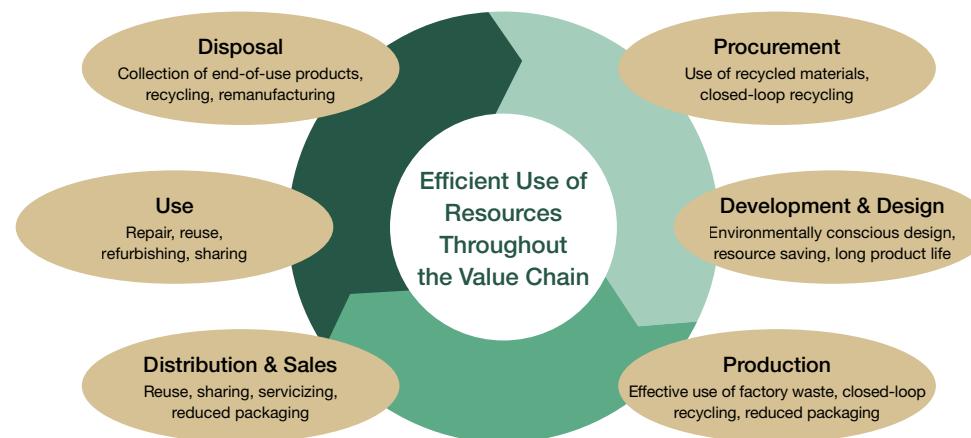 Disposal
Collection of end-of-use products,
recycling, remanufacturing
Procurement
Use of recycled materials,
closed-loop recycling
Efficient Use of
Resources
Throughout
the Value Chain
Use
Repair, reuse,
refurbishing, sharing
Development & Design
Environmentally conscious design,
resource saving, long product life
Distribution & Sales
Reuse, sharing, servicizing,
reduced packaging
Production
Effective use of factory waste, closed-loop
recycling, reduced packaging